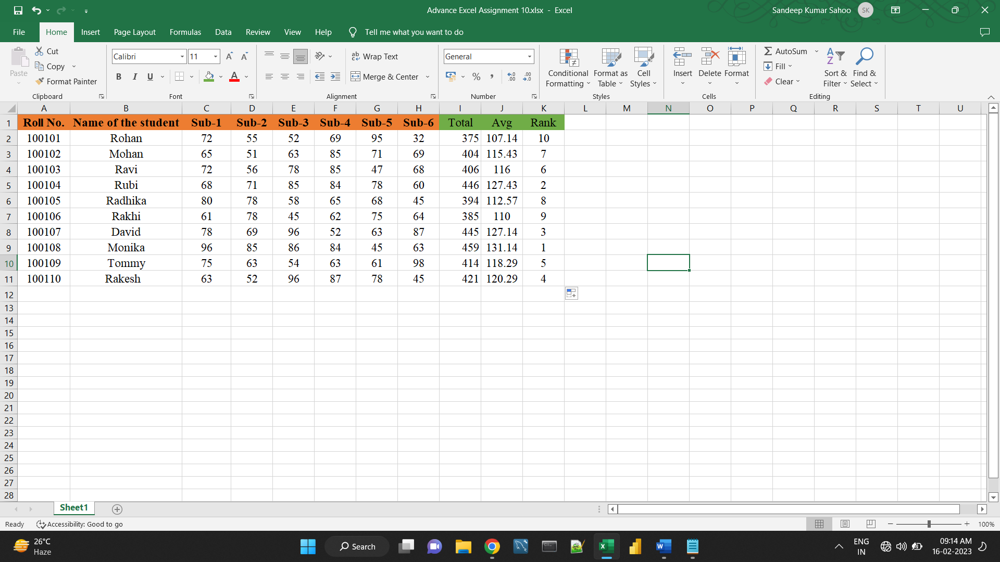 Advance Excel Assignment 10.xlsx - Excel
Sandeep Kumar Sahoo SK
File Home Insert Page Layout Formulas Data Review View Help Tell me what you want to do
Paste
Cut
Copy
Format Painter
Clipboard
Calibri 11
B I U
Font
Wrap Text
Merge & Center
Alignment
General
Number
Conditional Formatting
Format as Table
Cell Styles
Styles
Insert
Delete
Format
Cells
AutoSum
Fill
Clear
Sort & Filter
Find & Select
Editing
A B C D E F G H I J K L M N O P Q R S T U
1 Roll No. Name of the student Sub-1 Sub-2 Sub-3 Sub-4 Sub-5 Sub-6 Total Avg Rank
2 100101 Rohan 72 55 52 69 95 32 375 107.14 10
3 100102 Mohan 65 51 63 85 71 69 404 115.43 7
4 100103 Ravi 72 56 78 85 47 68 406 116 6
5 100104 Rubi 68 71 85 84 78 60 446 127.43 2
6 100105 Radhika 80 78 58 65 68 45 394 112.57 8
7 100106 Rakhi 61 78 45 62 75 64 385 110 9
8 100107 David 78 69 96 52 63 87 445 127.14 3
9 100108 Monika 96 85 86 84 45 63 459 131.14 1
10 100109 Tommy 75 63 54 63 61 98 414 118.29 5
11 100110 Rakesh 63 52 96 87 78 45 421 120.29 4
12
13
14
15
16
17
18
19
20
21
22
23
24
25
26
27
28
Sheet1
Ready Accessibility: Good to go 100%
26°C
Haze
Search
ENG
IN
09:14 AM
16-02-2023